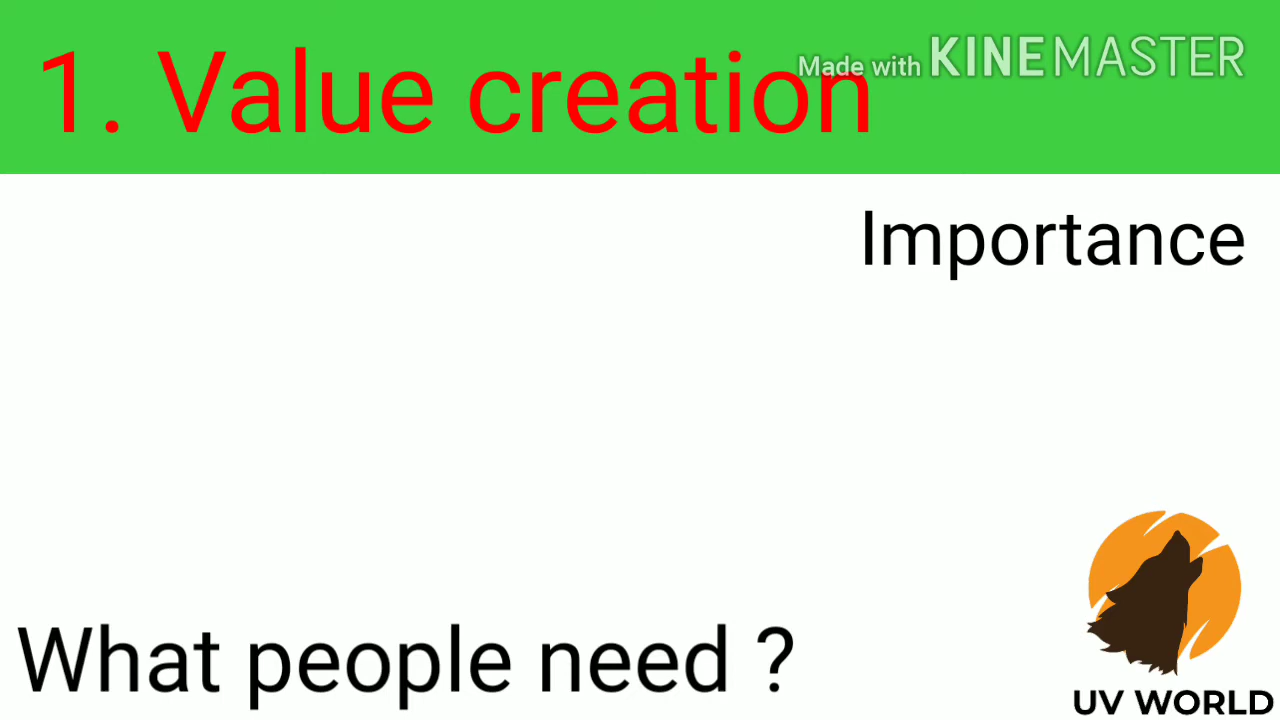 1. Value creation
Made with KINEMASTER
Importance
What people need ?
UV WORLD